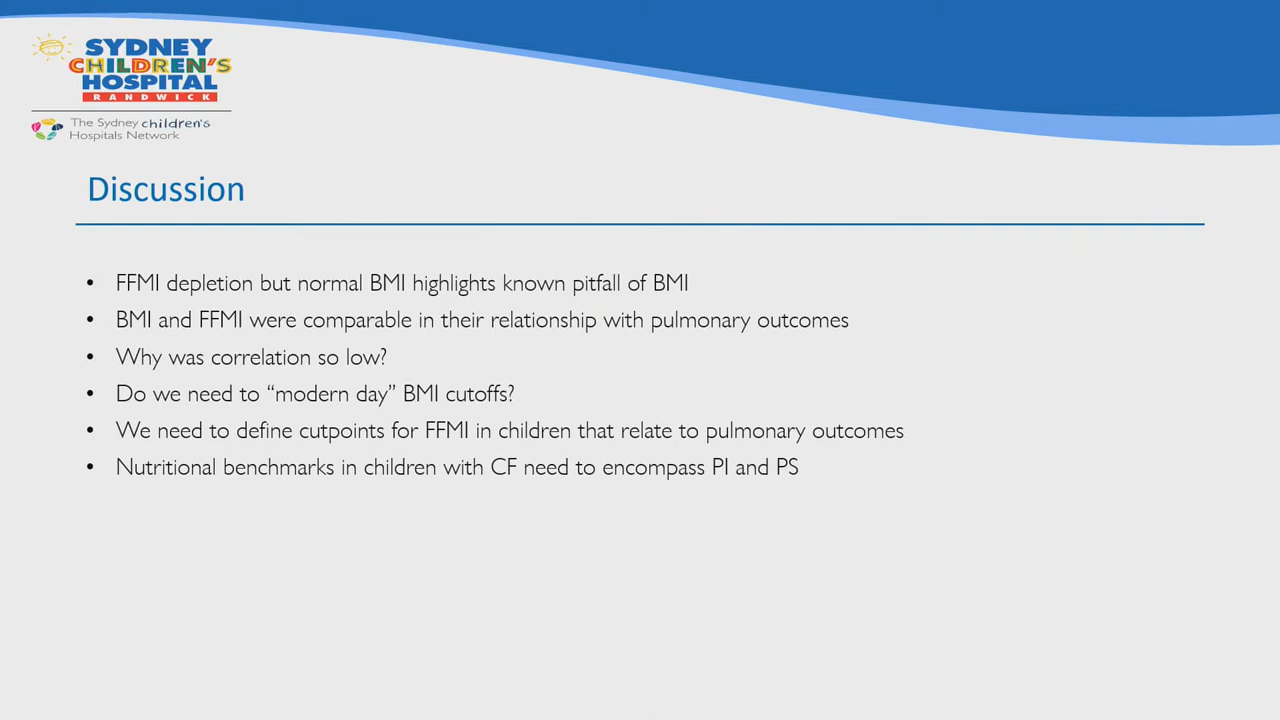 SYDNEY
CHILDREN'S
HOSPITAL
RANDWICK
The Sydney children's
Hospitals Network
Discussion
• FFMI depletion but normal BMI highlights known pitfall of BMI
• BMI and FFMI were comparable in their relationship with pulmonary outcomes
• Why was correlation so low?
• Do we need to “modern day” BMI cutoffs?
• We need to define cutpoints for FFMI in children that relate to pulmonary outcomes
• Nutritional benchmarks in children with CF need to encompass PI and PS